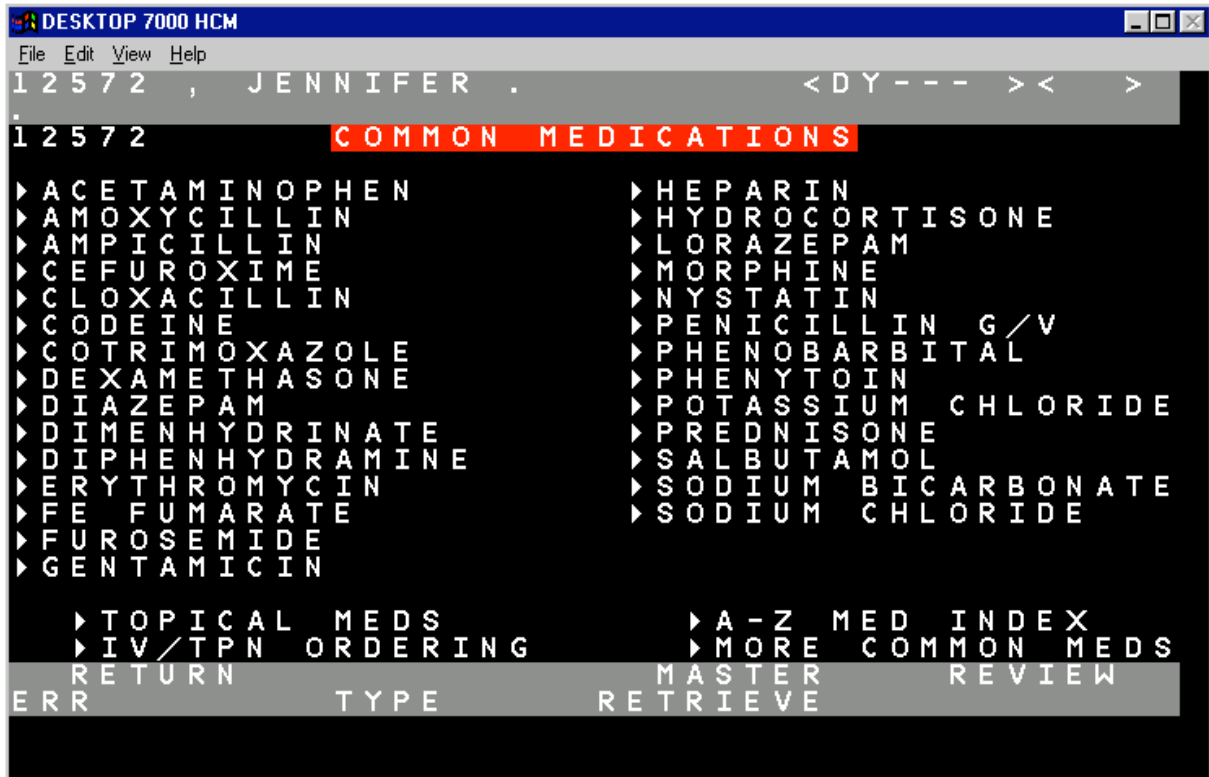 DESKTOP 7000 HCM
File Edit View Help
12572 , JENNIFER . <DY--- >< >
.
12572 COMMON MEDICATIONS
ACETAMINOPHEN HEPARIN
AMOXYCILLIN HYDROCORTISONE
AMPICILLIN LORAZEPAM
CEFUROXIME MORPHINE
CLOXACILLIN NYSTATIN
CODEINE PENICILLIN G/V
COTRIMOXAZOLE PHENOBARBITAL
DEXAMETHASONE PHENYTOIN
DIAZEPAM POTASSIUM CHLORIDE
DIMENHYDRINATE PREDNISONE
DIPHENHYDRAMINE SALBUTAMOL
ERYTHROMYCIN SODIUM BICARBONATE
FE FUMARATE SODIUM CHLORIDE
FUROSEMIDE
GENTAMICIN
TOPICAL MEDS A-Z MED INDEX
IV/TPN ORDERING MORE COMMON MEDS
RETURN MASTER REVIEW
ERR TYPE RETRIEVE